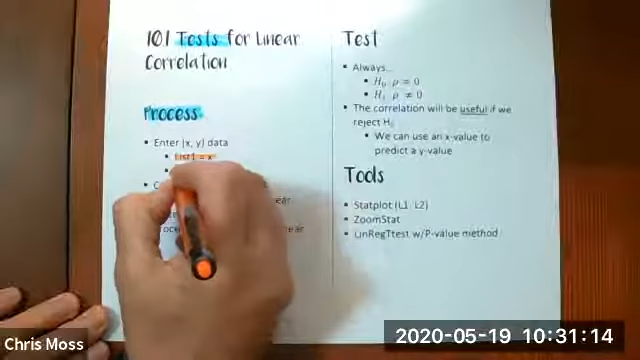 10.1 Tests for Linear
Correlation
Process
Enter (x, y) data
List1 = x
Test
Always...
H₀ ρ = 0
H₁ ρ ≠ 0
The correlation will be useful if we
reject H₀
We can use an x-value to
predict a y-value
Tools
Statplot (L1, L2)
ZoomStat
LinRegTtest w/P-value method
Chris Moss
2020-05-19 10:31:14